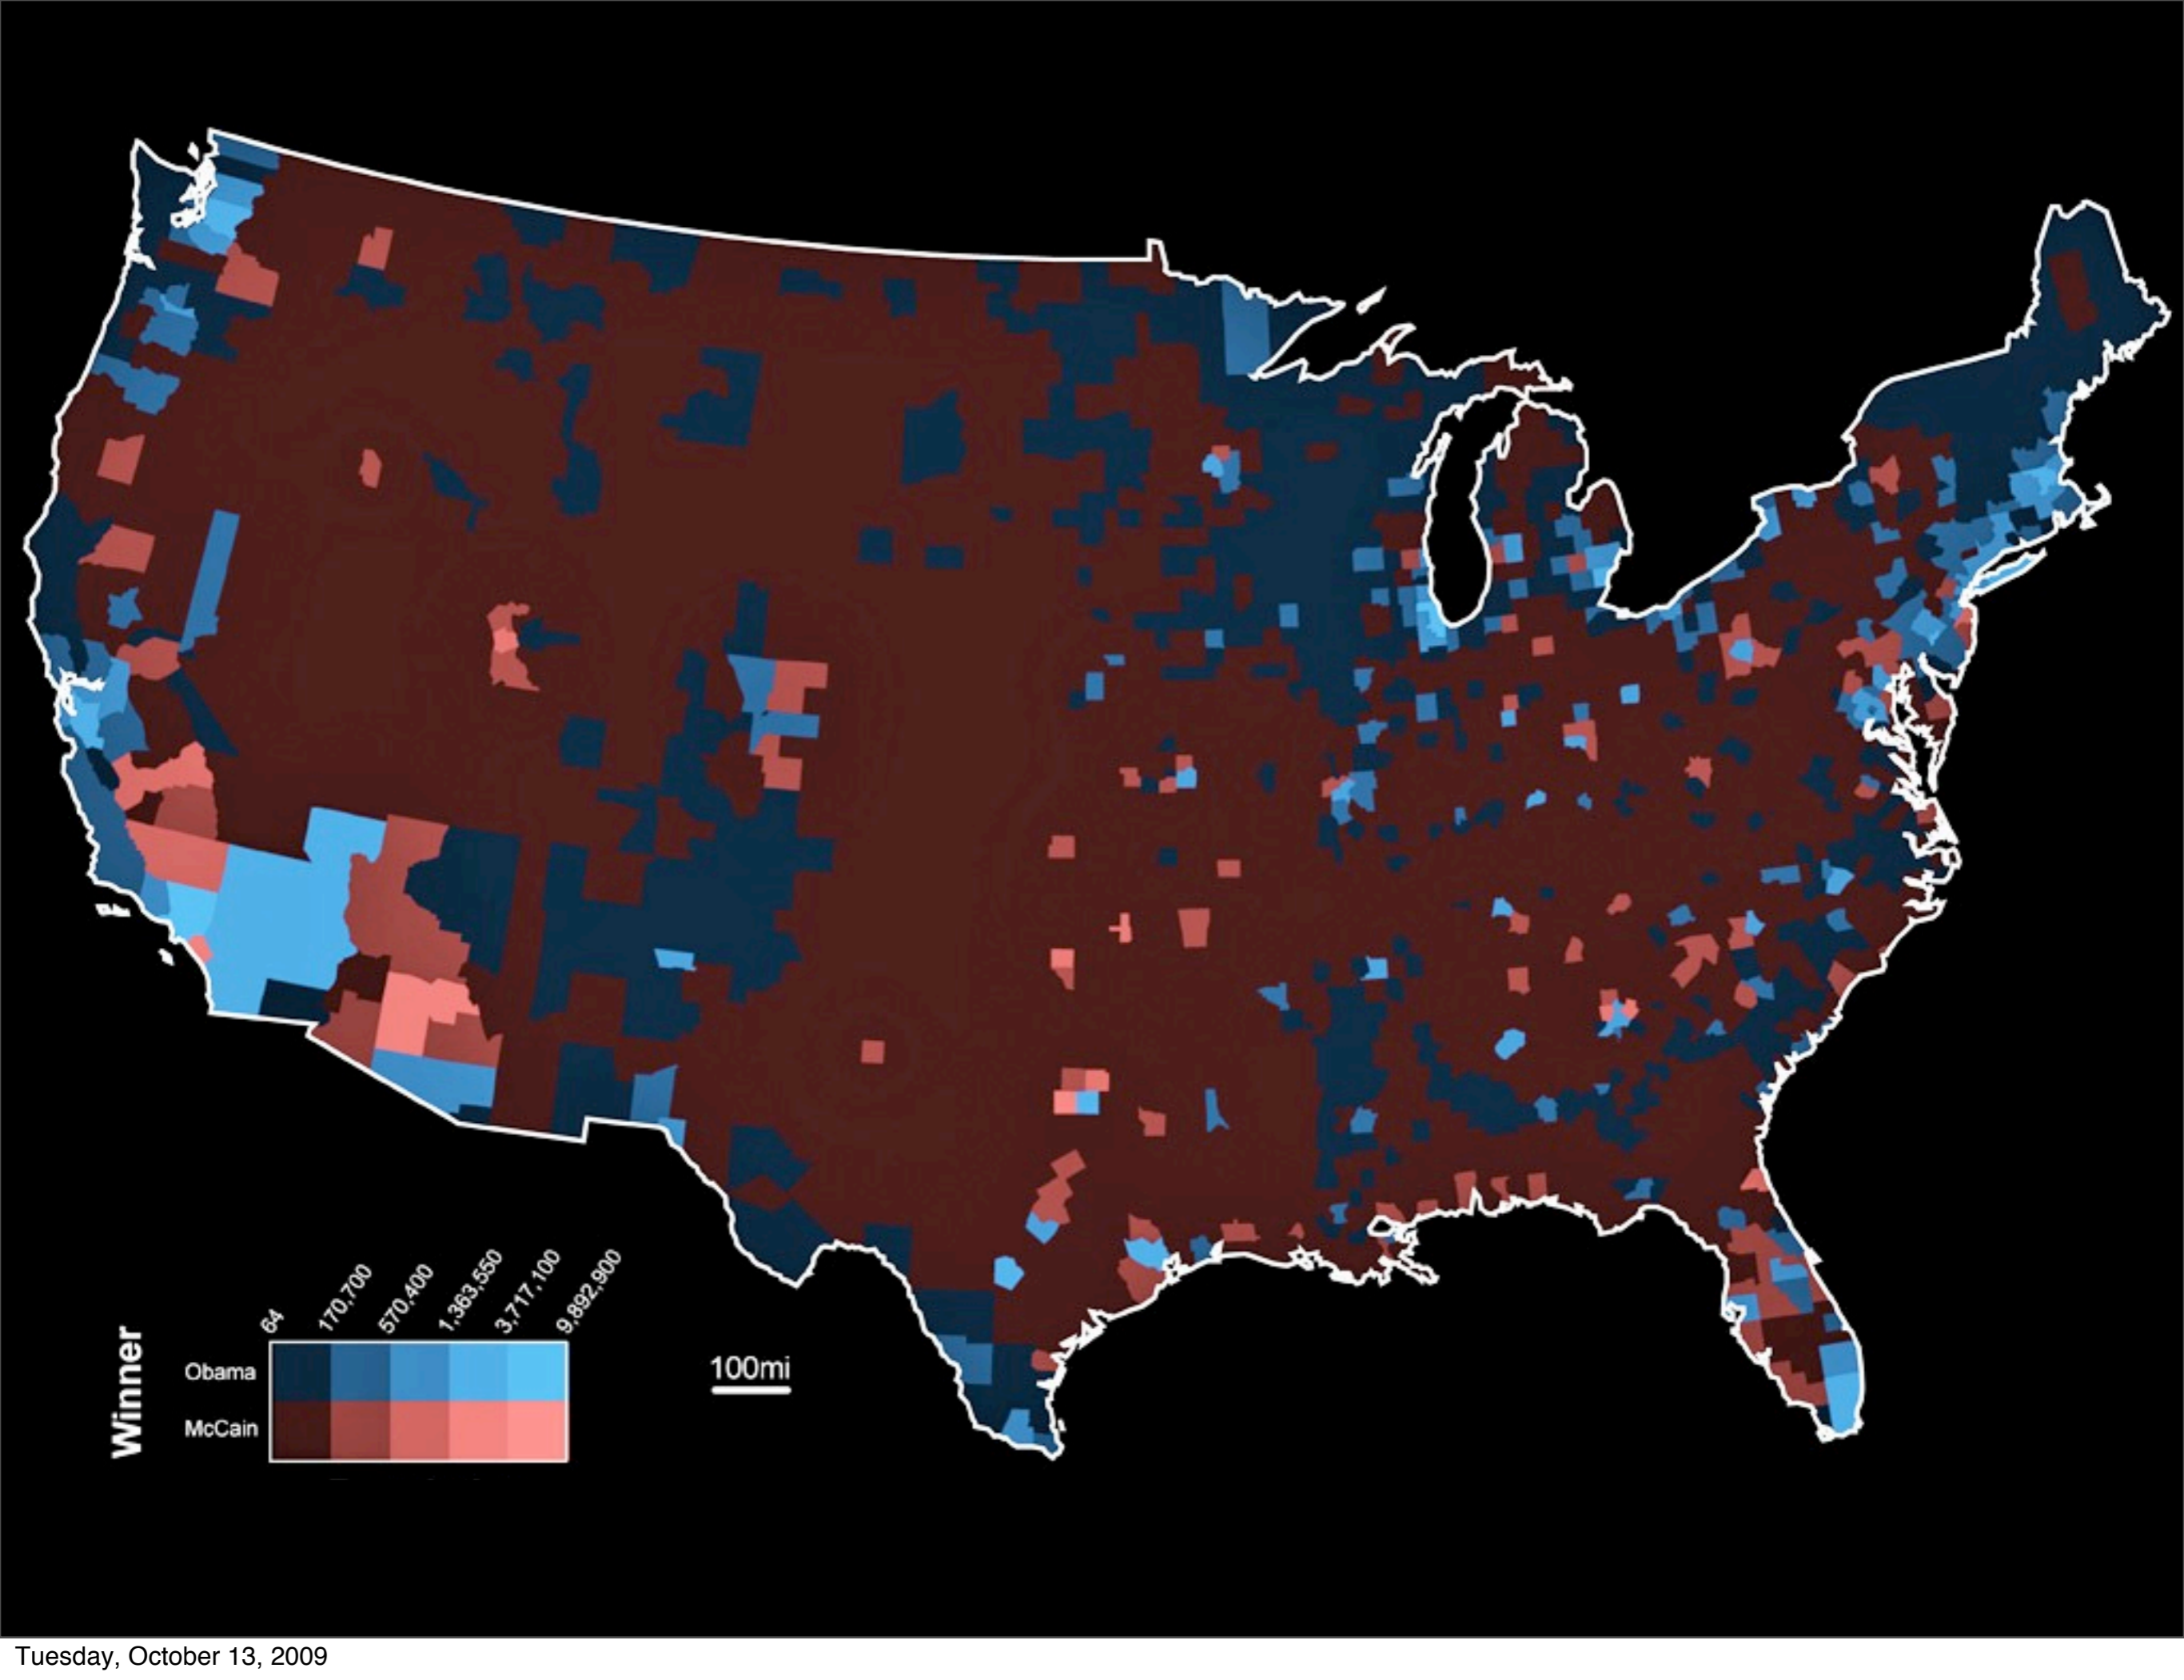 64
170,700
570,400
1,363,550
3,717,100
9,892,900
Winner
Obama
McCain
100mi
Tuesday, October 13, 2009